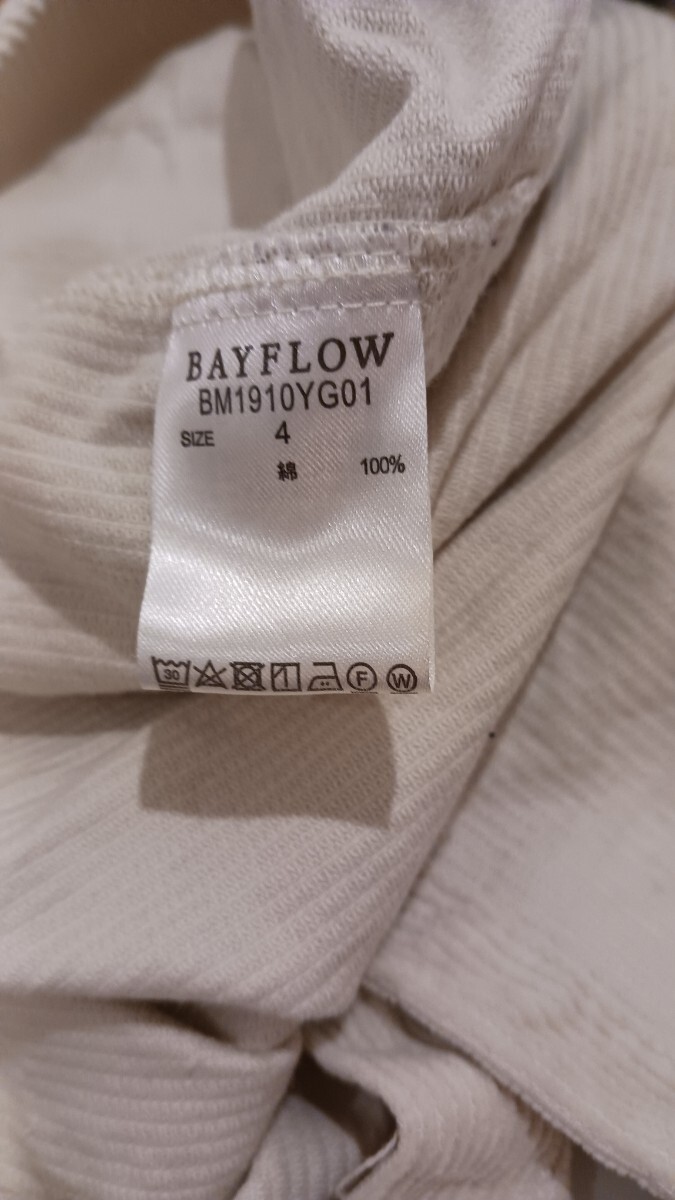 BAYFLOW
BM1910YG01
SIZE 4
綿 100%
30 F W